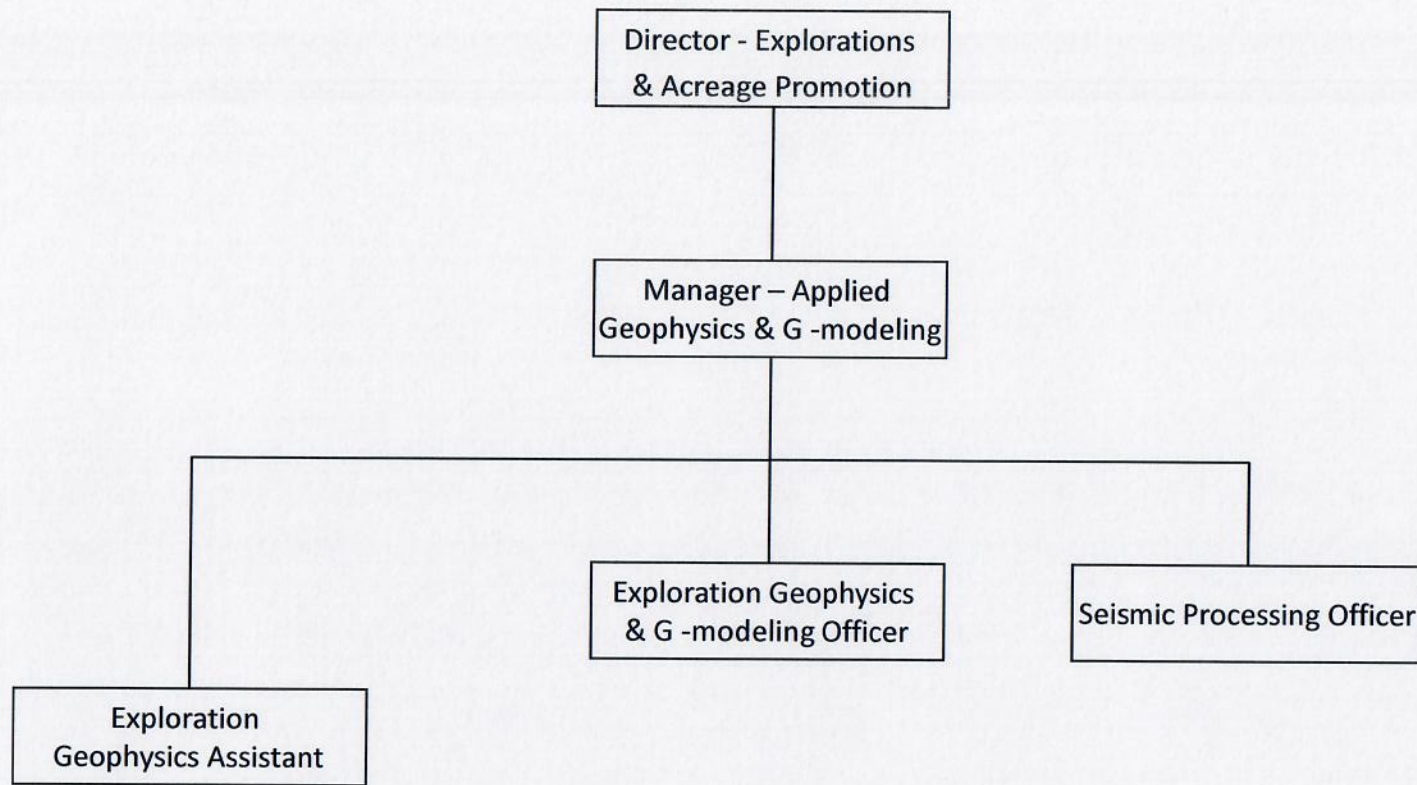 Director - Explorations
& Acreage Promotion
Manager – Applied
Geophysics & G -modeling
Exploration Geophysics
& G -modeling Officer
Seismic Processing Officer
Exploration
Geophysics Assistant